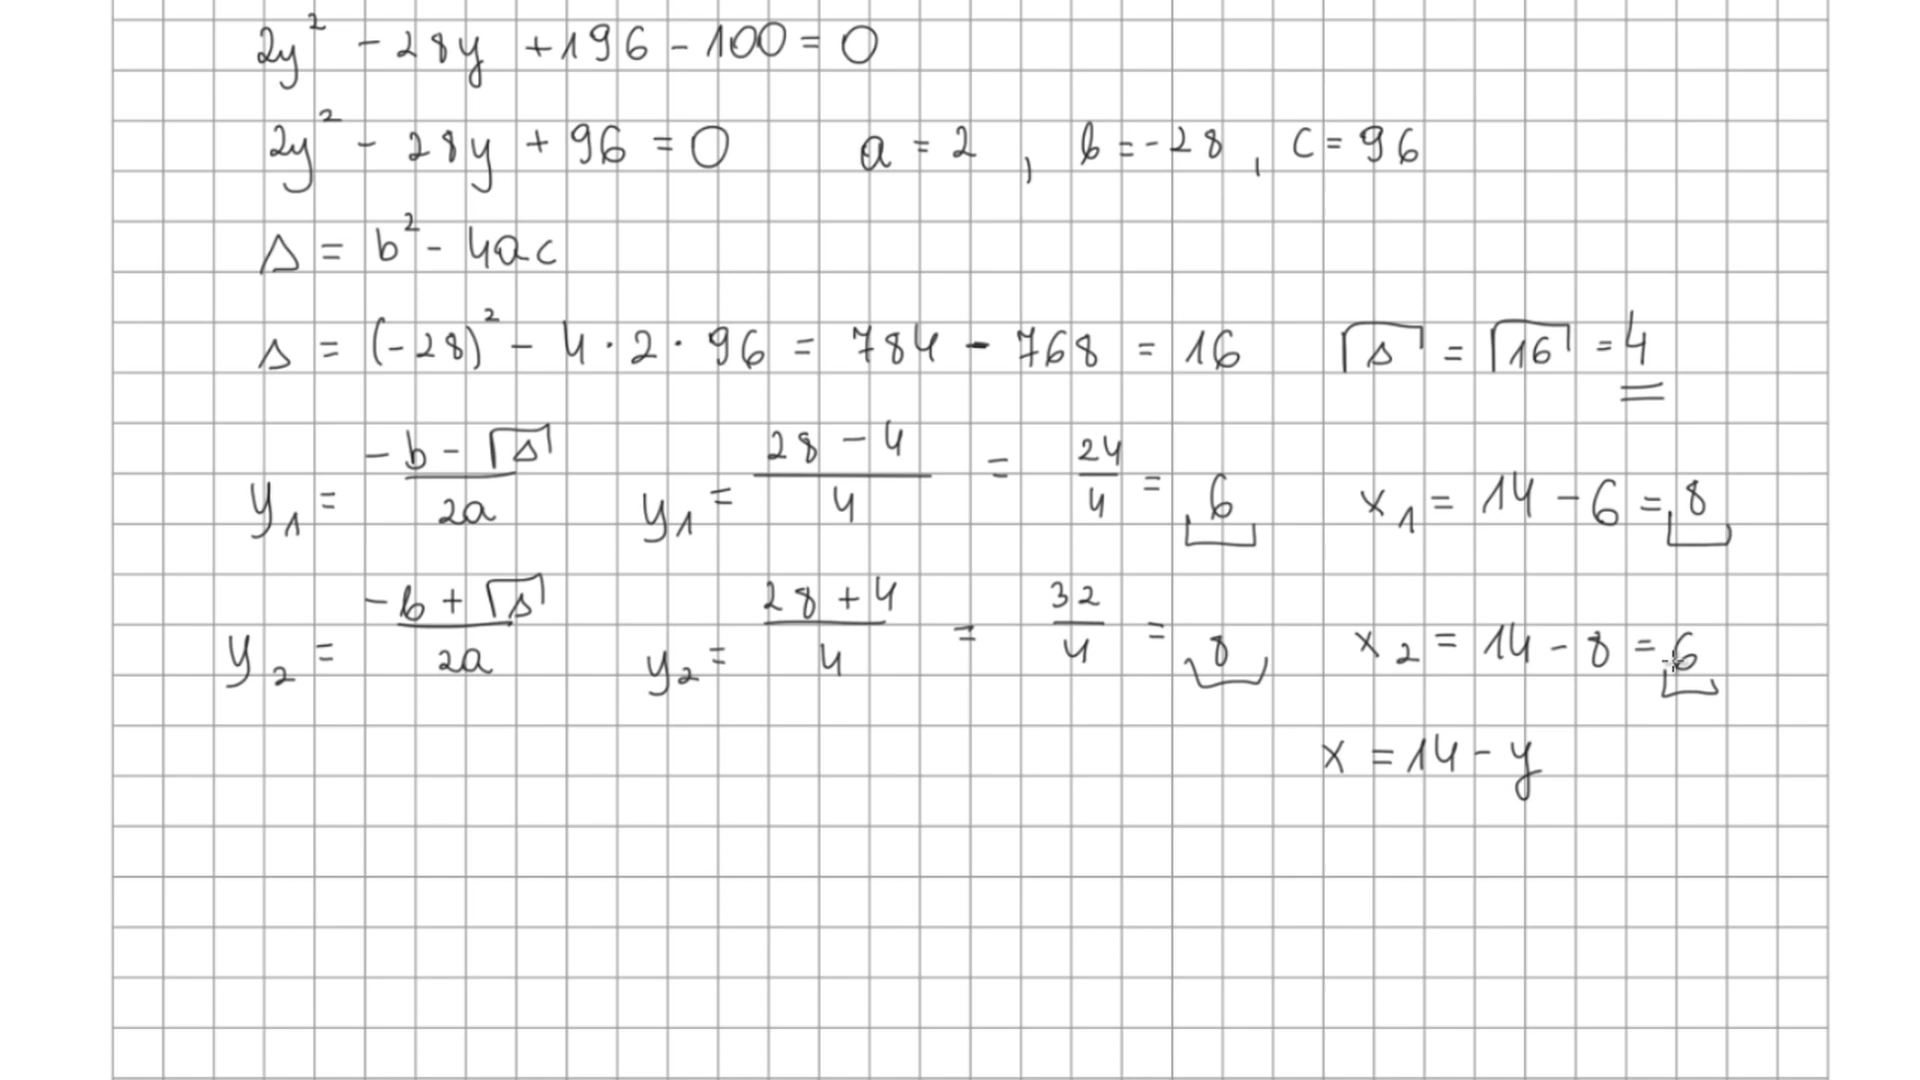 2y² - 28y + 196 - 100 = 0
2y² - 28y + 96 = 0 a = 2 , b = -28 , c = 96
Δ = b² - 4ac
Δ = (-28)² - 4 · 2 · 96 = 784 - 768 = 16 √Δ = √16 = 4
y₁ = (-b - √Δ)/2a y₁ = (28 - 4)/4 = 24/4 = 6 x₁ = 14 - 6 = 8
y₂ = (-b + √Δ)/2a y₂ = (28 + 4)/4 = 32/4 = 8 x₂ = 14 - 8 = 6
x = 14 - y